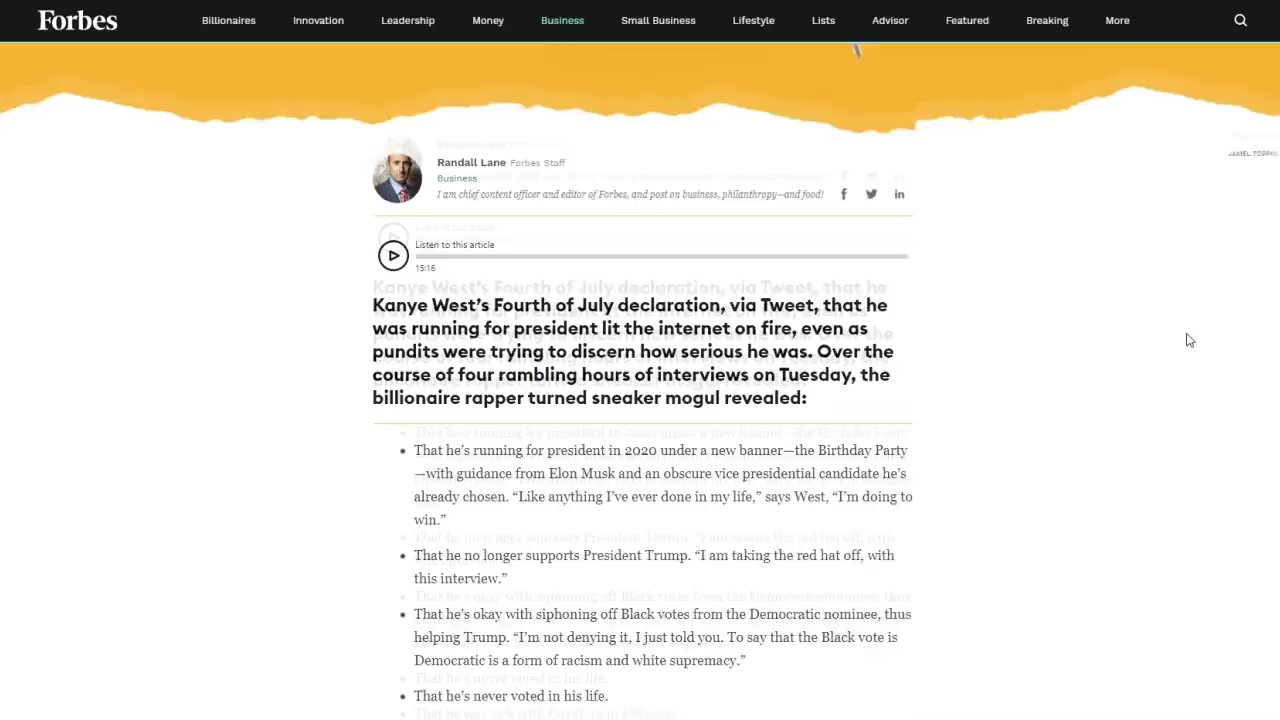 Forbes
Billionaires Innovation Leadership Money Business Small Business Lifestyle Lists Advisor Featured Breaking More
Randall Lane Forbes Staff
Business
I am chief content officer and editor of Forbes, and post on business, philanthropy—and food!
Listen to this article
15:16
Kanye West’s Fourth of July declaration, via Tweet, that he
was running for president lit the internet on fire, even as
pundits were trying to discern how serious he was. Over the
course of four rambling hours of interviews on Tuesday, the
billionaire rapper turned sneaker mogul revealed:
• That he’s running for president in 2020 under a new banner—the Birthday Party
—with guidance from Elon Musk and an obscure vice presidential candidate he’s
already chosen. “Like anything I’ve ever done in my life,” says West, “I’m doing to
win.”
• That he no longer supports President Trump. “I am taking the red hat off, with
this interview.”
• That he’s okay with siphoning off Black votes from the Democratic nominee, thus
helping Trump. “I’m not denying it, I just told you. To say that the Black vote is
Democratic is a form of racism and white supremacy.”
• That he’s never voted in his life.